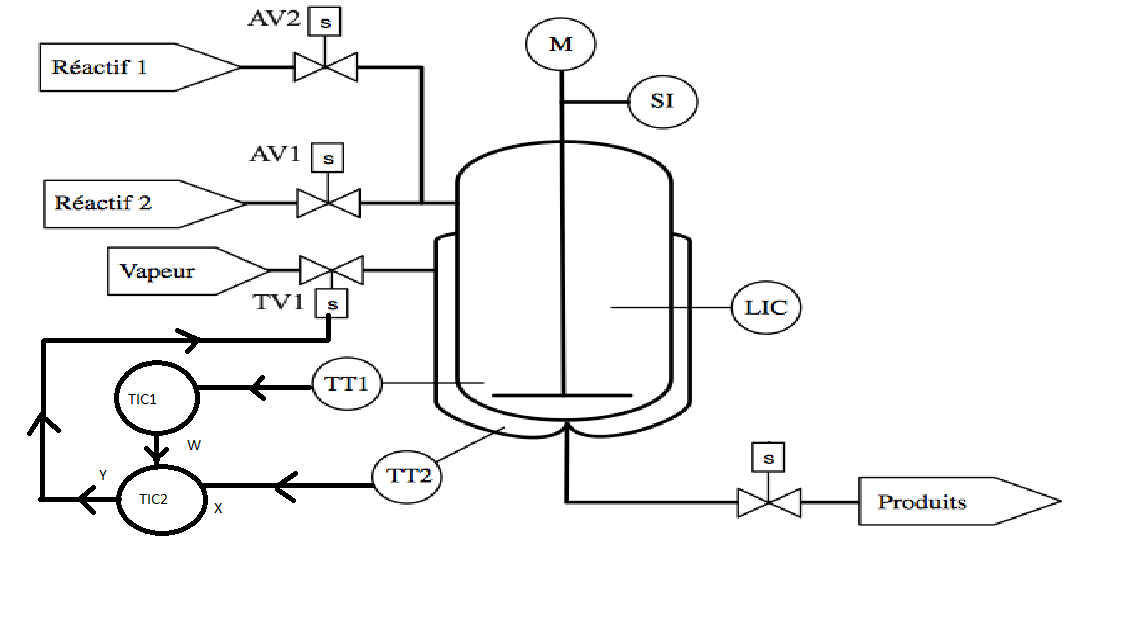 AV2
s
M
Réactif 1
SI
AV1
s
Réactif 2
Vapeur
TV1
s
LIC
TT1
TIC1
W
Y
TT2
TIC2
X
s
Produits